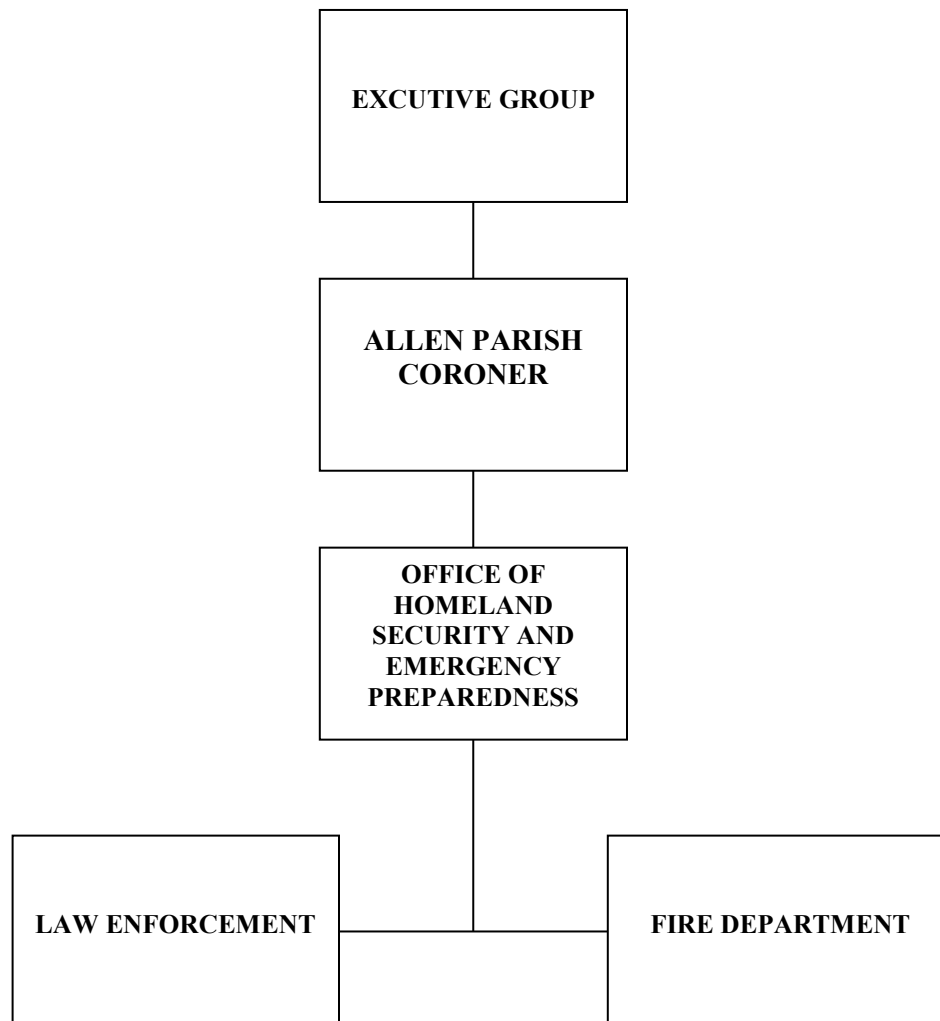 EXCUTIVE GROUP
ALLEN PARISH
CORONER
OFFICE OF
HOMELAND
SECURITY AND
EMERGENCY
PREPAREDNESS
LAW ENFORCEMENT
FIRE DEPARTMENT